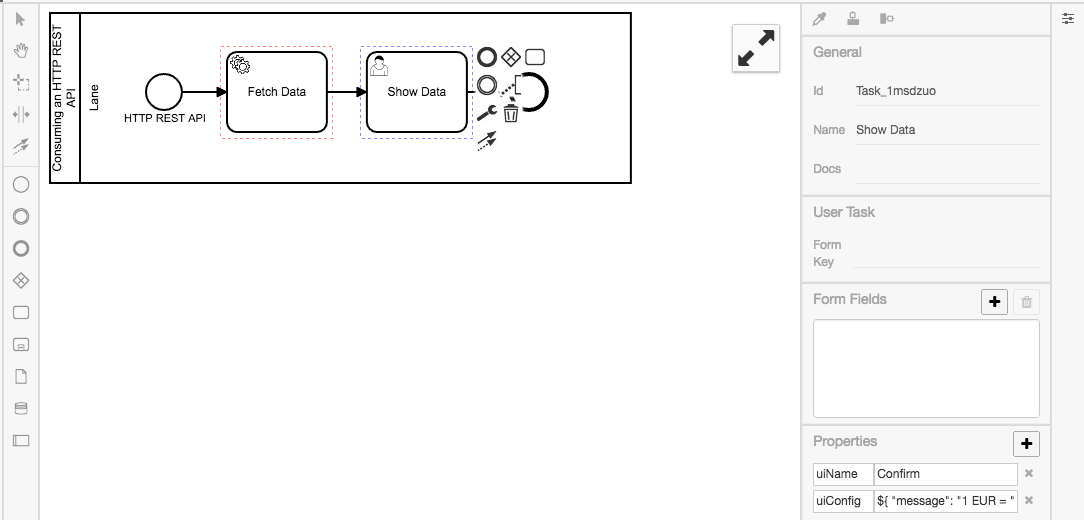 Consuming an HTTP REST
API
Lane
HTTP REST API
Fetch Data
Show Data
General
Id Task_1msdzuo
Name Show Data
Docs
User Task
Form
Key
Form Fields
Properties
uiName Confirm
uiConfig ${ "message": "1 EUR = "